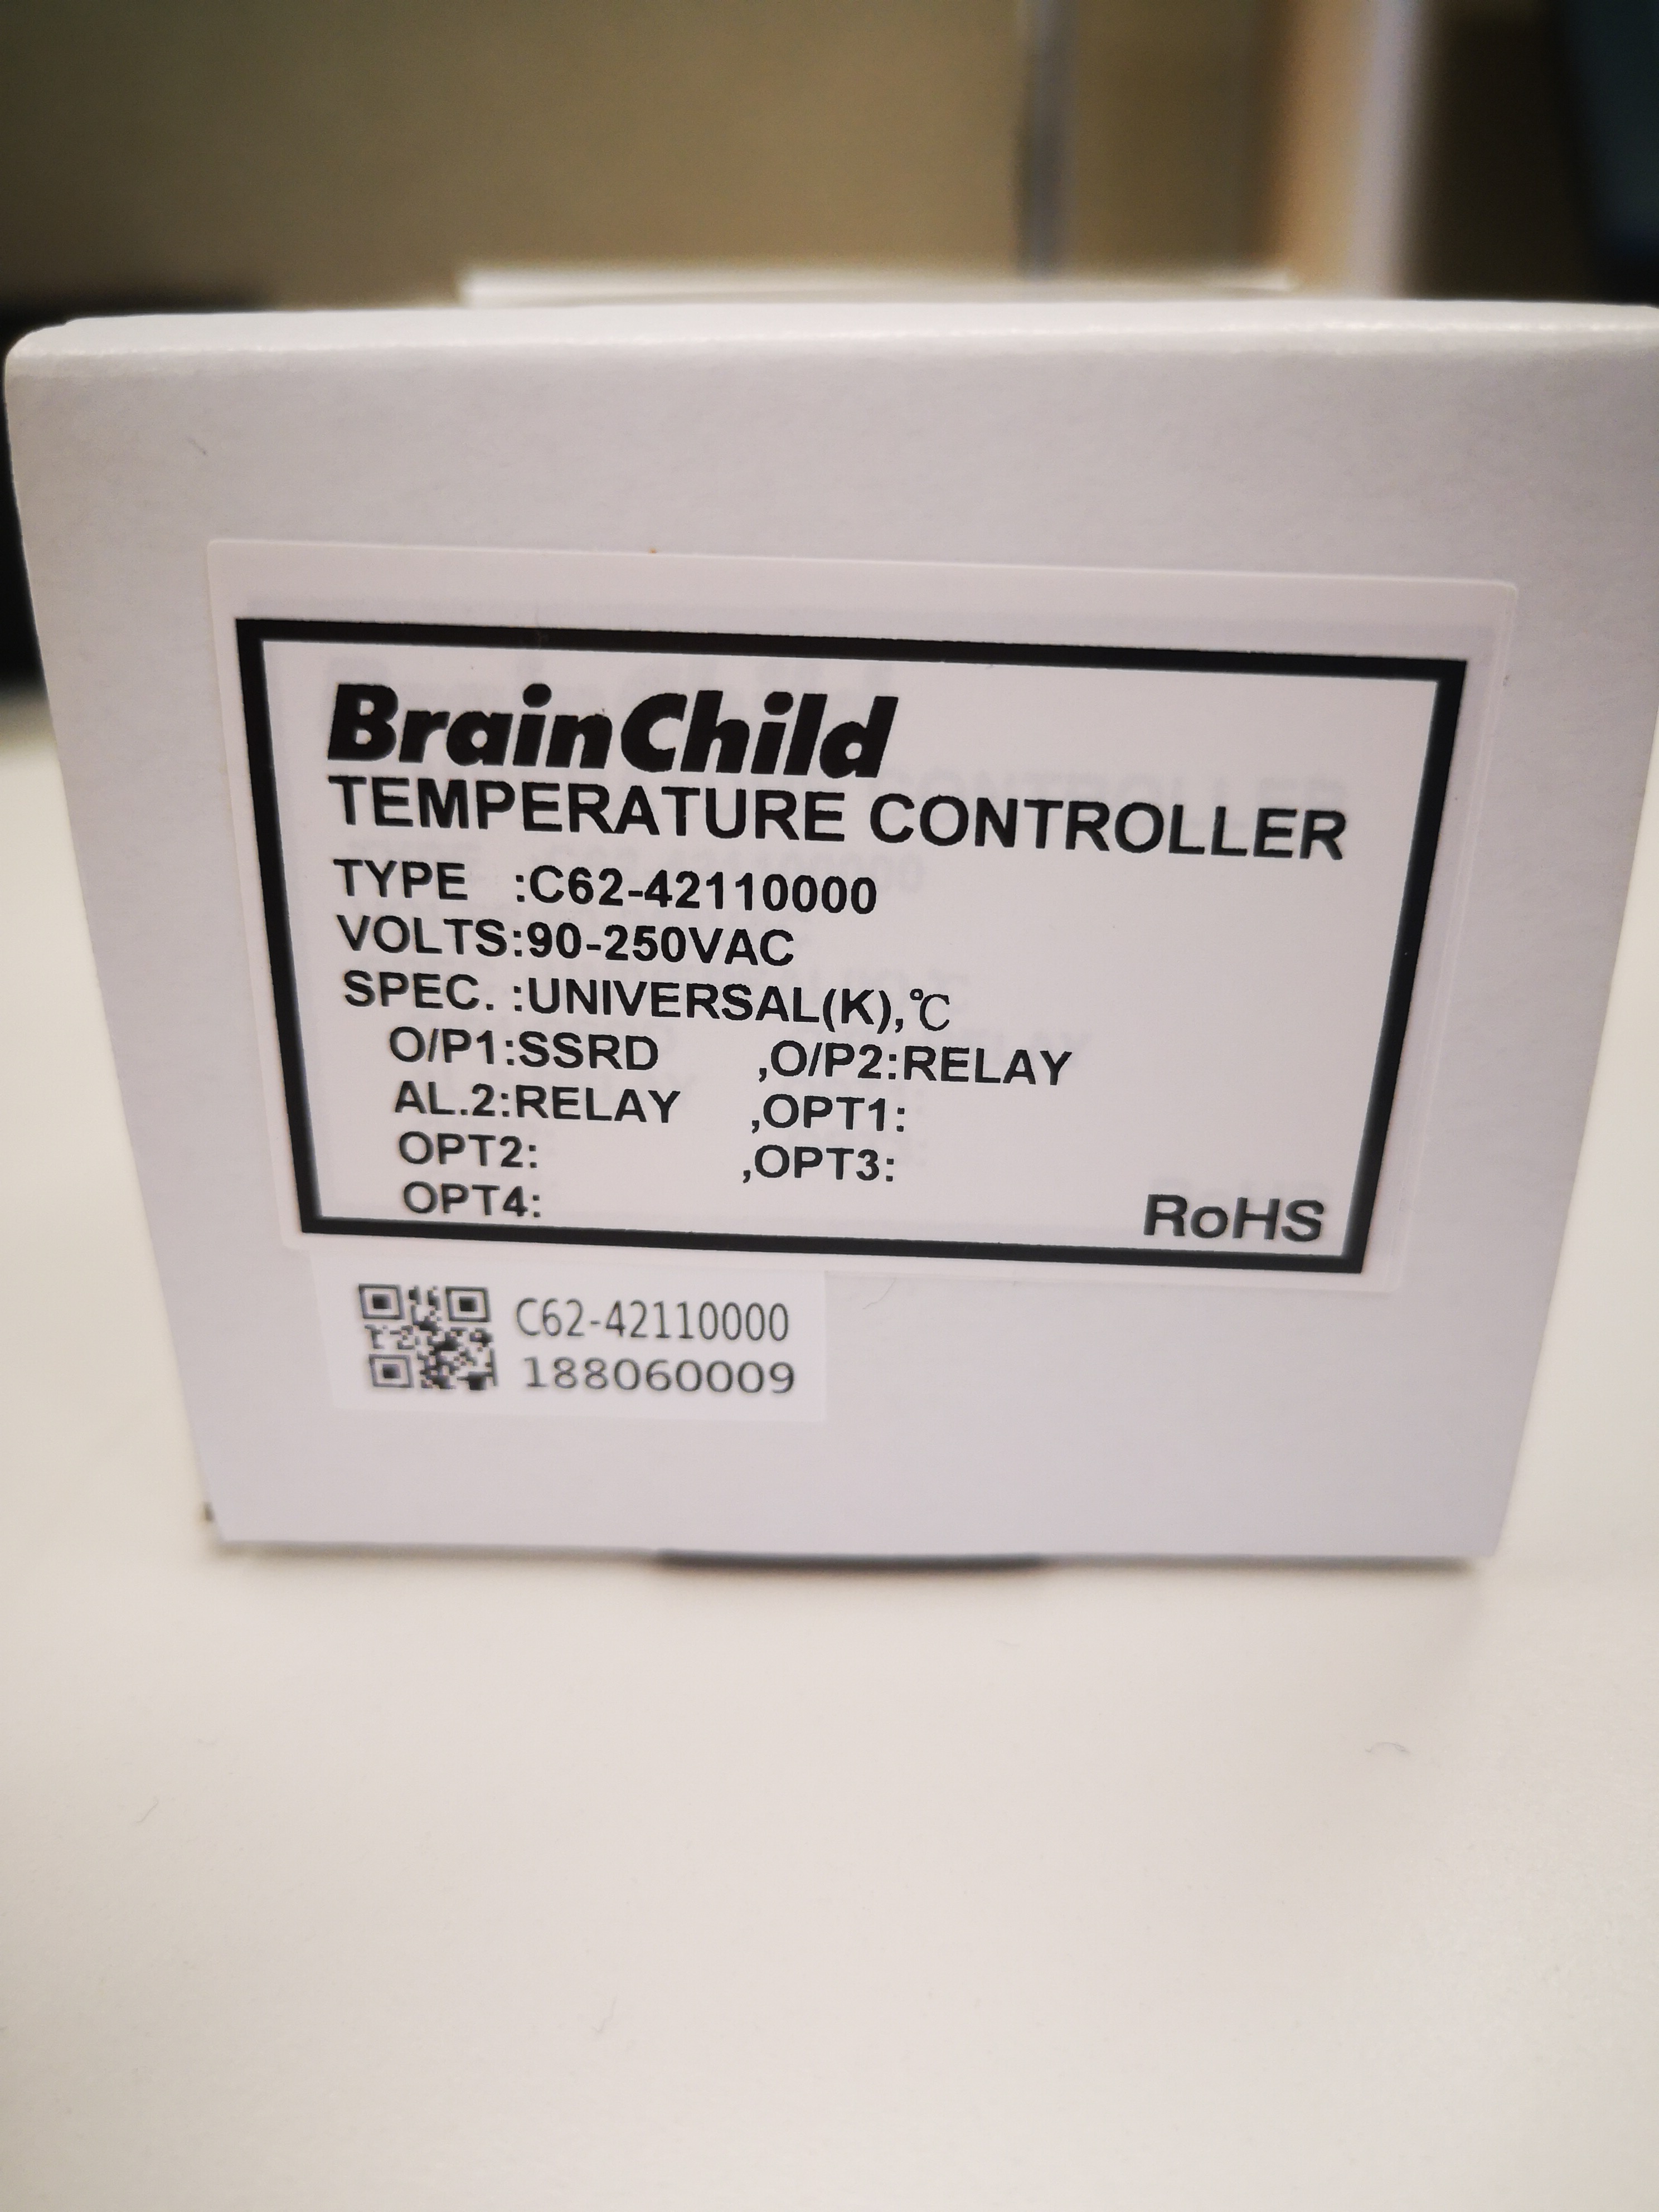 BrainChild
TEMPERATURE CONTROLLER
TYPE :C62-42110000
VOLTS:90-250VAC
SPEC. :UNIVERSAL(K),℃
O/P1:SSRD ,O/P2:RELAY
AL.2:RELAY ,OPT1:
OPT2: ,OPT3:
OPT4:
RoHS
C62-42110000
188060009